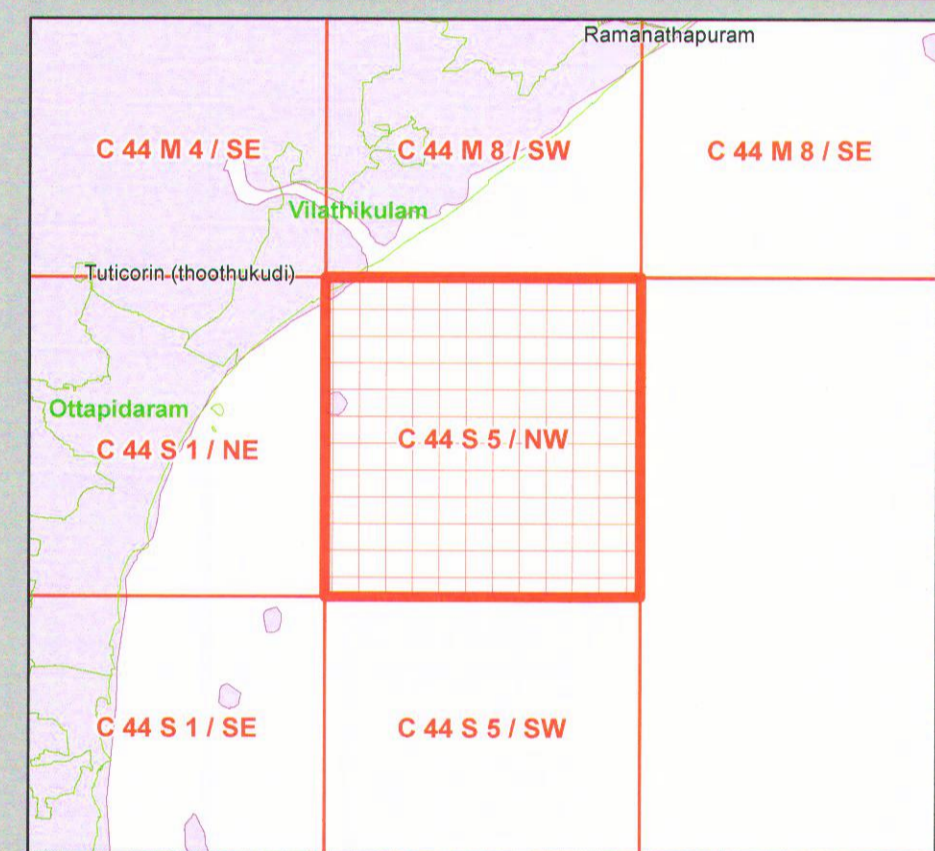 Ramanathapuram
C 44 M 4 / SE
C 44 M 8 / SW
C 44 M 8 / SE
Vilathikulam
Tuticorin (thoothukudi)
Ottapidaram
C 44 S 1 / NE
C 44 S 5 / NW
C 44 S 1 / SE
C 44 S 5 / SW